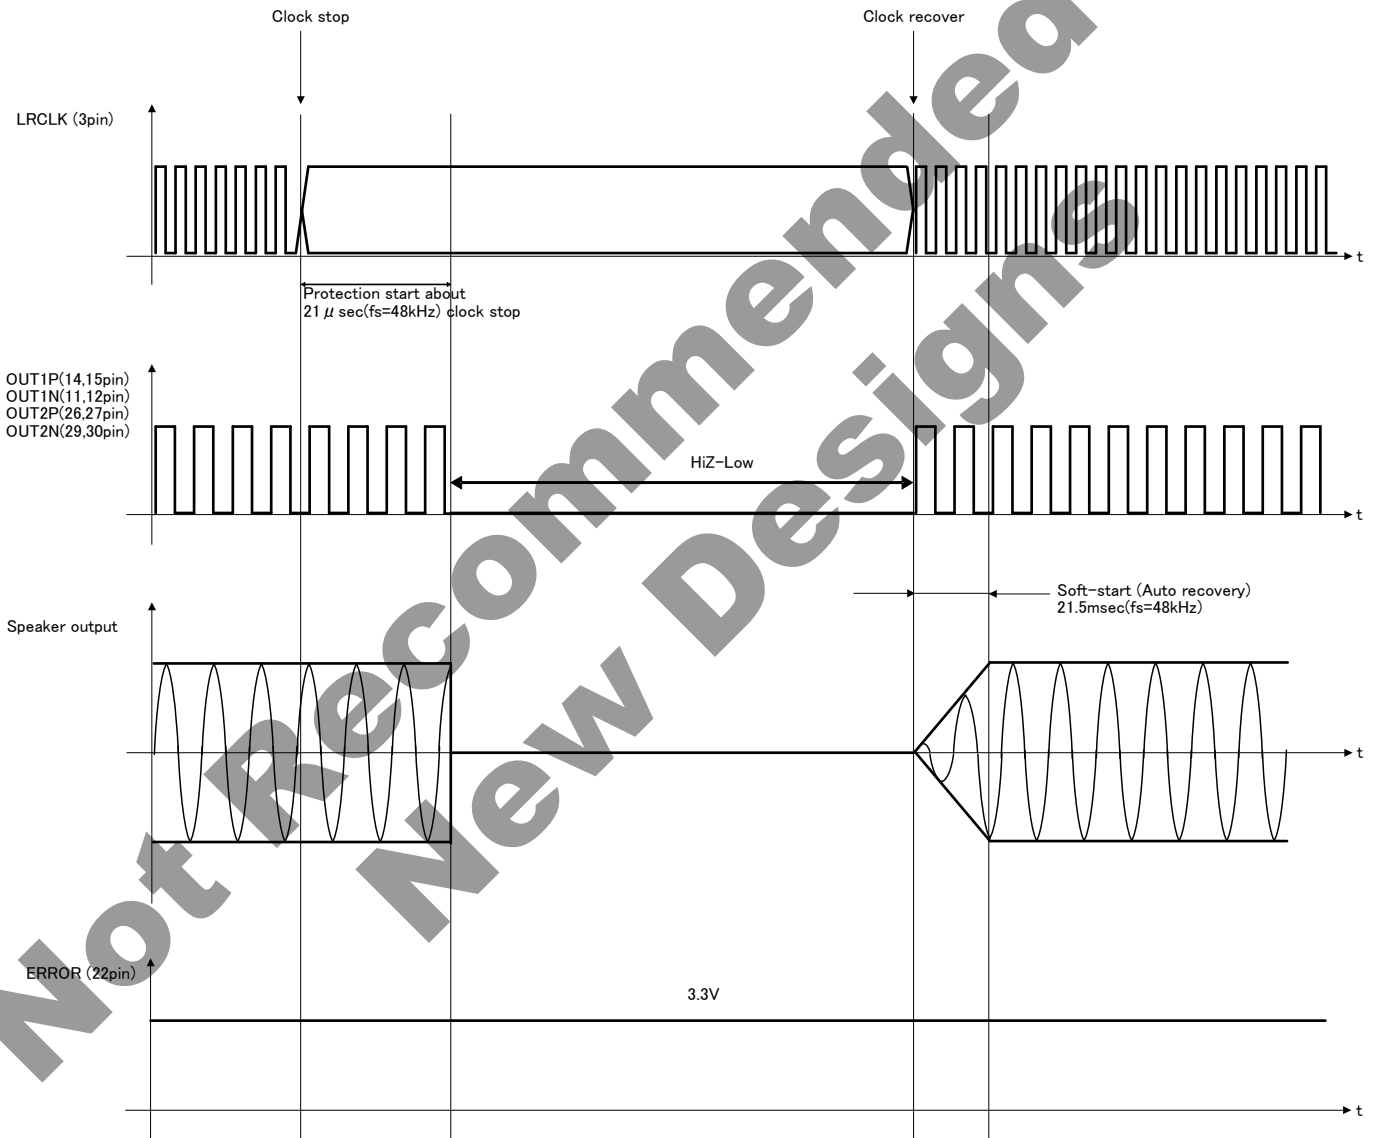 Clock stop
Clock recover
LRCLK (3pin)
t
Protection start about
21 μ sec(fs=48kHz) clock stop
OUT1P(14,15pin)
OUT1N(11,12pin)
OUT2P(26,27pin)
OUT2N(29,30pin)
HiZ-Low
t
Soft-start (Auto recovery)
21.5msec(fs=48kHz)
Speaker output
t
ERROR (22pin)
3.3V
t
Not Recommended
New Designs